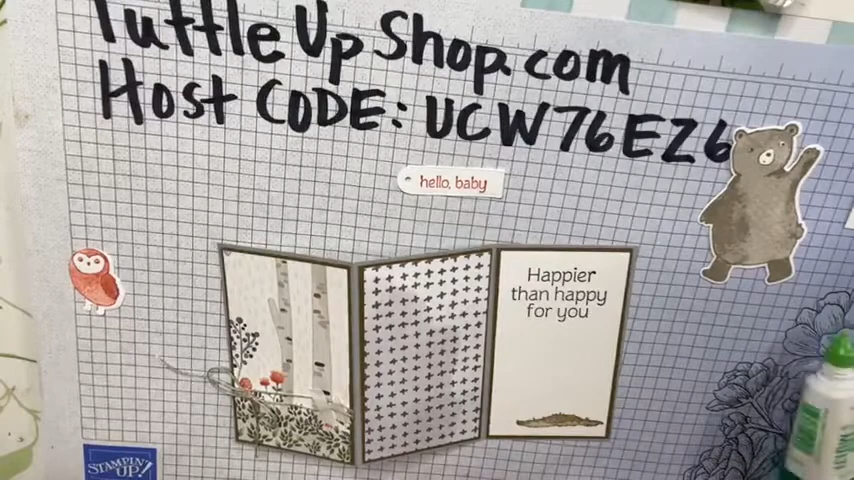 TuttleUpShop.com
Host CODE: UCW76EZ6
hello, baby
Happier
than happy
for you
STAMPIN' UP!